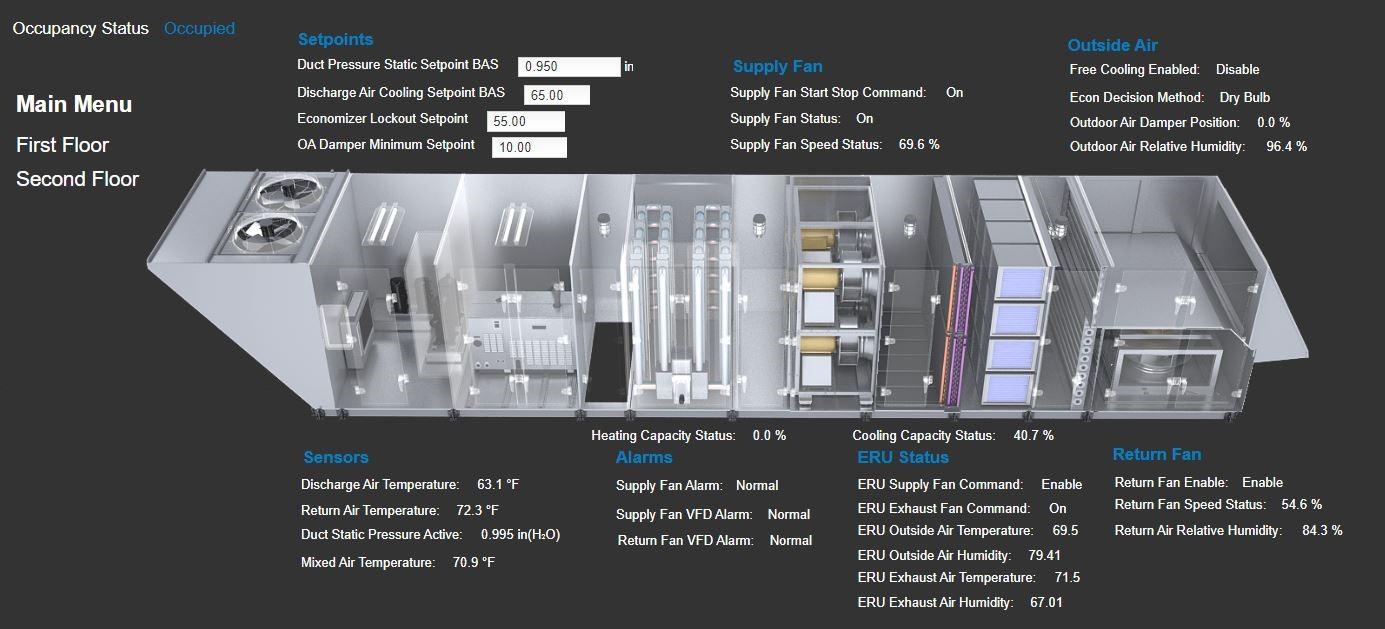 Occupancy Status Occupied
Main Menu
First Floor
Second Floor
Setpoints
Duct Pressure Static Setpoint BAS 0.950 in
Discharge Air Cooling Setpoint BAS 65.00
Economizer Lockout Setpoint 55.00
OA Damper Minimum Setpoint 10.00
Supply Fan
Supply Fan Start Stop Command: On
Supply Fan Status: On
Supply Fan Speed Status: 69.6 %
Outside Air
Free Cooling Enabled: Disable
Econ Decision Method: Dry Bulb
Outdoor Air Damper Position: 0.0 %
Outdoor Air Relative Humidity: 96.4 %
Heating Capacity Status: 0.0 %
Cooling Capacity Status: 40.7 %
Sensors
Discharge Air Temperature: 63.1 °F
Return Air Temperature: 72.3 °F
Duct Static Pressure Active: 0.995 in(H₂O)
Mixed Air Temperature: 70.9 °F
Alarms
Supply Fan Alarm: Normal
Supply Fan VFD Alarm: Normal
Return Fan VFD Alarm: Normal
ERU Status
ERU Supply Fan Command: Enable
ERU Exhaust Fan Command: On
ERU Outside Air Temperature: 69.5
ERU Outside Air Humidity: 79.41
ERU Exhaust Air Temperature: 71.5
ERU Exhaust Air Humidity: 67.01
Return Fan
Return Fan Enable: Enable
Return Fan Speed Status: 54.6 %
Return Air Relative Humidity: 84.3 %